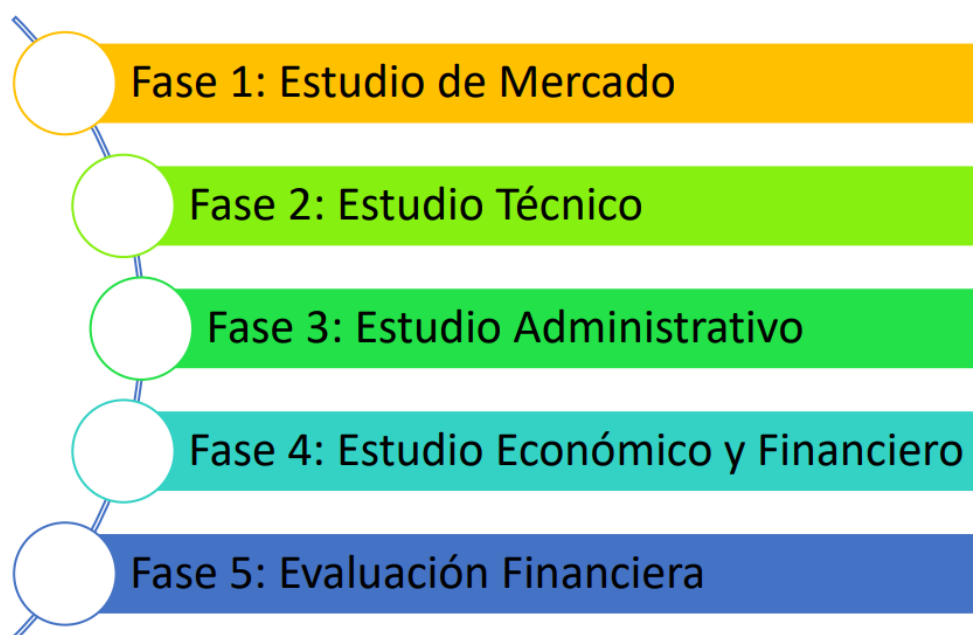 Fase 1: Estudio de Mercado
Fase 2: Estudio Técnico
Fase 3: Estudio Administrativo
Fase 4: Estudio Económico y Financiero
Fase 5: Evaluación Financiera